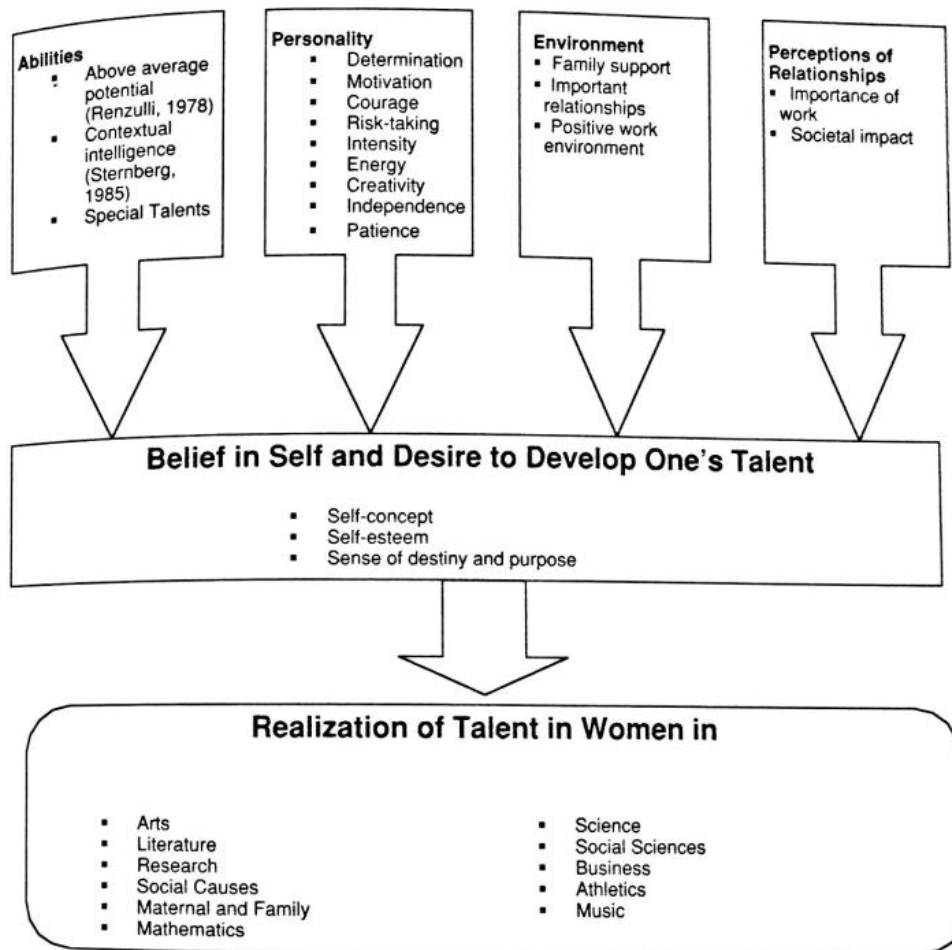 Abilities
Above average
potential
(Renzulli, 1978)
Contextual
intelligence
(Sternberg,
1985)
Special Talents
Personality
Determination
Motivation
Courage
Risk-taking
Intensity
Energy
Creativity
Independence
Patience
Environment
Family support
Important
relationships
Positive work
environment
Perceptions of
Relationships
Importance of
work
Societal impact
Belief in Self and Desire to Develop One's Talent
Self-concept
Self-esteem
Sense of destiny and purpose
Realization of Talent in Women in
Arts
Literature
Research
Social Causes
Maternal and Family
Mathematics
Science
Social Sciences
Business
Athletics
Music